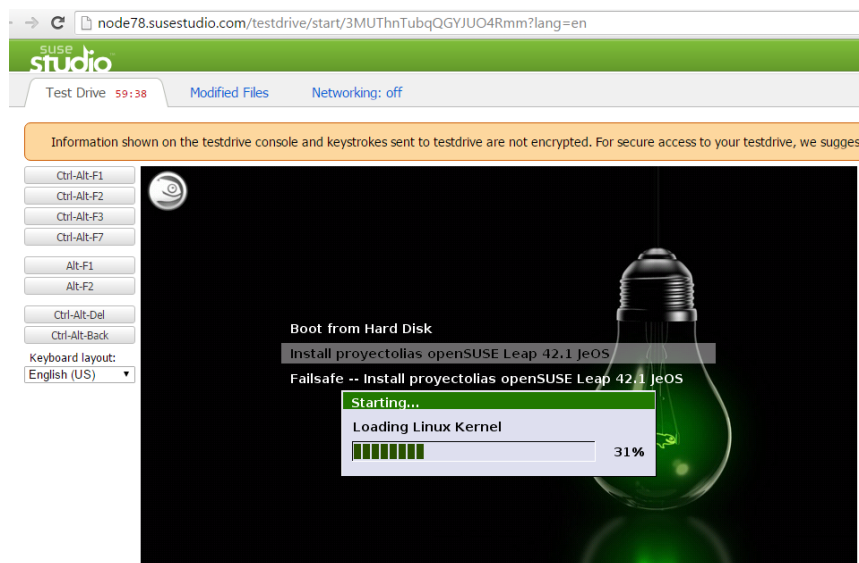 node78.susestudio.com/testdrive/start/3MUThnTubqQGYJUO4Rmm?lang=en
suse
studio
Test Drive 59:38 Modified Files Networking: off
Information shown on the testdrive console and keystrokes sent to testdrive are not encrypted. For secure access to your testdrive, we sugges
Ctrl-Alt-F1
Ctrl-Alt-F2
Ctrl-Alt-F3
Ctrl-Alt-F7
Alt-F1
Alt-F2
Ctrl-Alt-Del
Ctrl-Alt-Back
Keyboard layout:
English (US)
Boot from Hard Disk
Install proyectolias openSUSE Leap 42.1 JeOS
Failsafe -- Install proyectolias openSUSE Leap 42.1 JeOS
Starting...
Loading Linux Kernel
31%